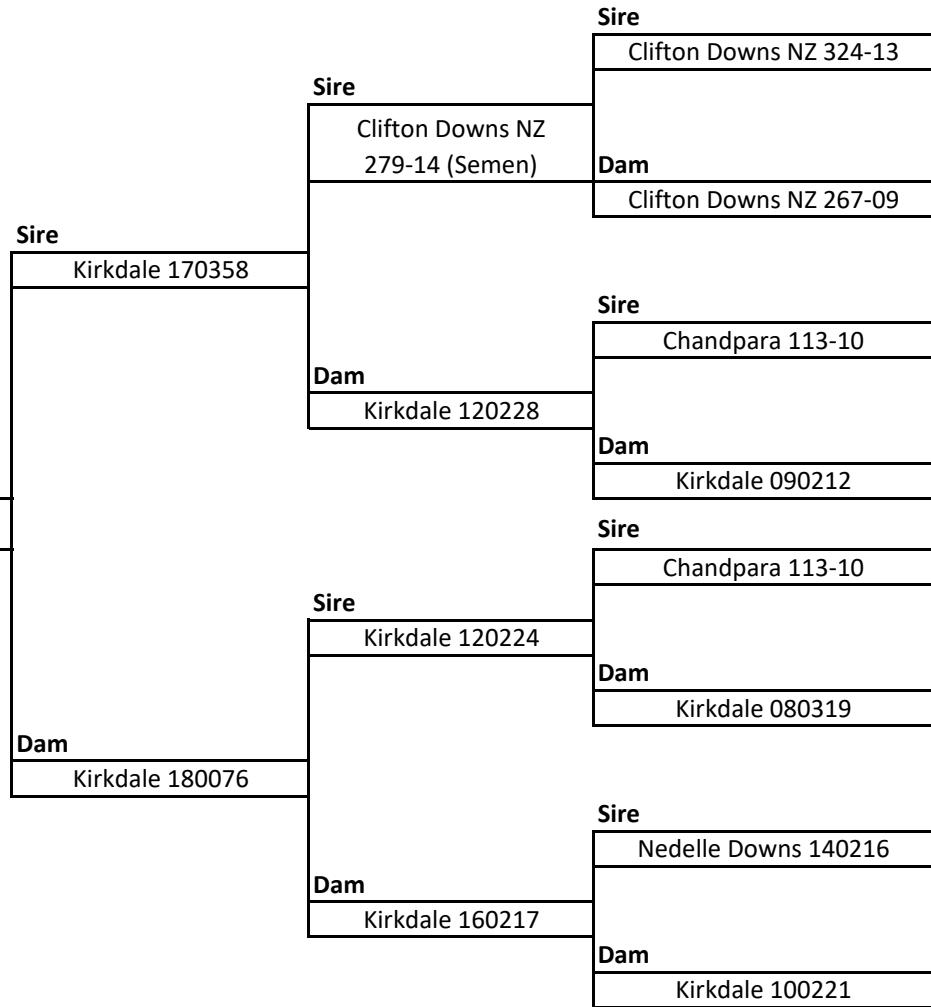 Sire
Clifton Downs NZ 324-13
Sire
Clifton Downs NZ
279-14 (Semen)
Dam
Clifton Downs NZ 267-09
Sire
Kirkdale 170358
Sire
Chandpara 113-10
Dam
Kirkdale 120228
Dam
Kirkdale 090212
Sire
Chandpara 113-10
Sire
Kirkdale 120224
Dam
Kirkdale 080319
Dam
Kirkdale 180076
Sire
Nedelle Downs 140216
Dam
Kirkdale 160217
Dam
Kirkdale 100221